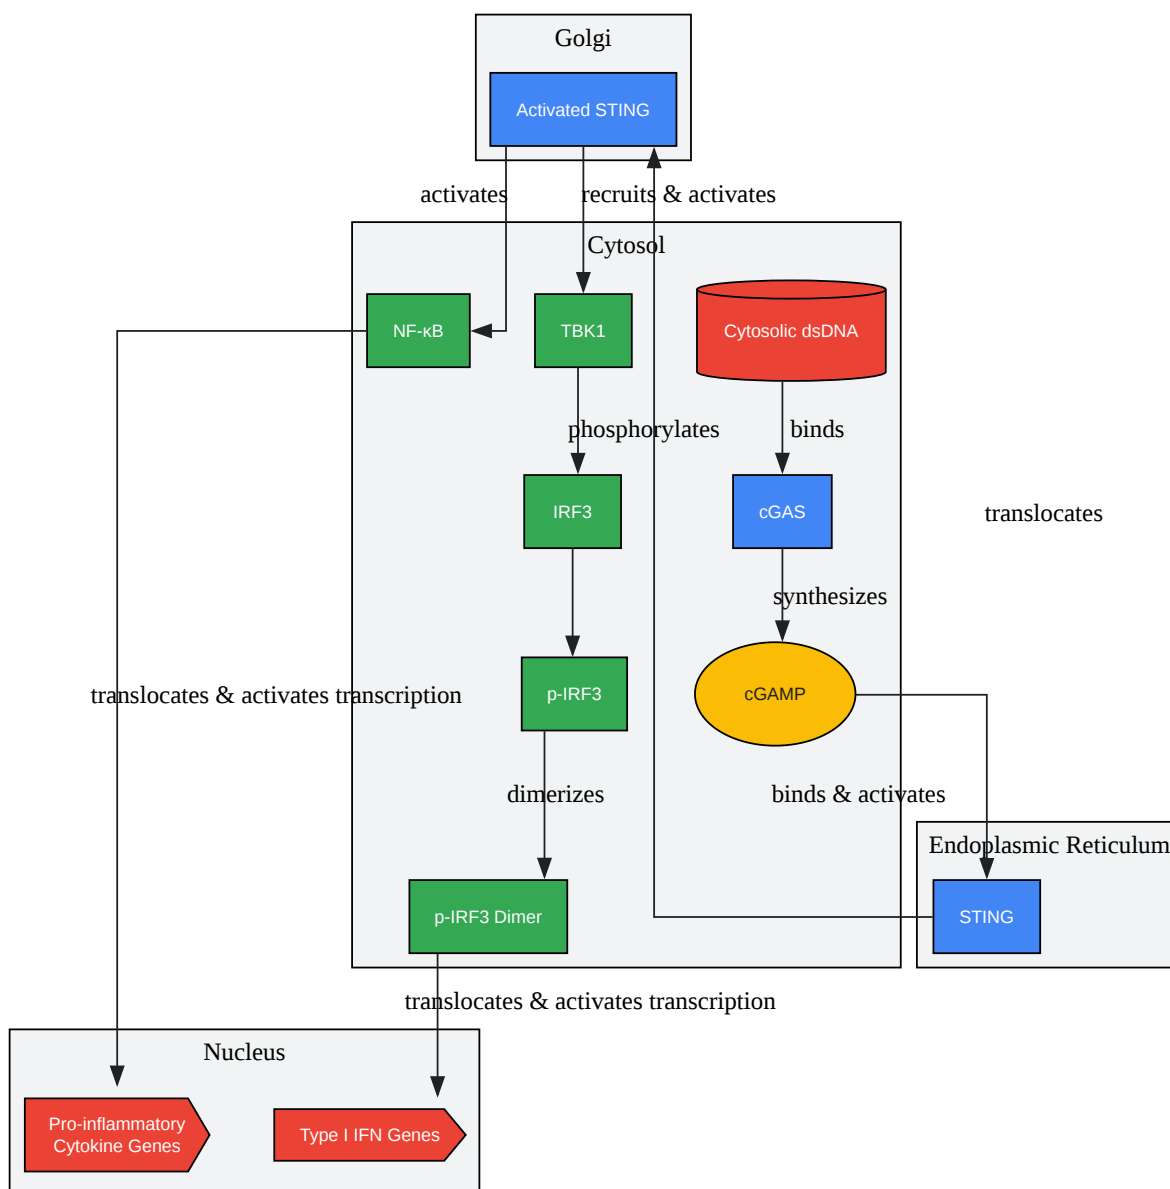 Golgi
Activated STING
activates
recruits & activates
Cytosol
NF-κB
TBK1
Cytosolic dsDNA
phosphorylates
binds
IRF3
cGAS
translocates
synthesizes
p-IRF3
cGAMP
translocates & activates transcription
dimerizes
binds & activates
Endoplasmic Reticulum
p-IRF3 Dimer
STING
translocates & activates transcription
Nucleus
Pro-inflammatory
Cytokine Genes
Type I IFN Genes